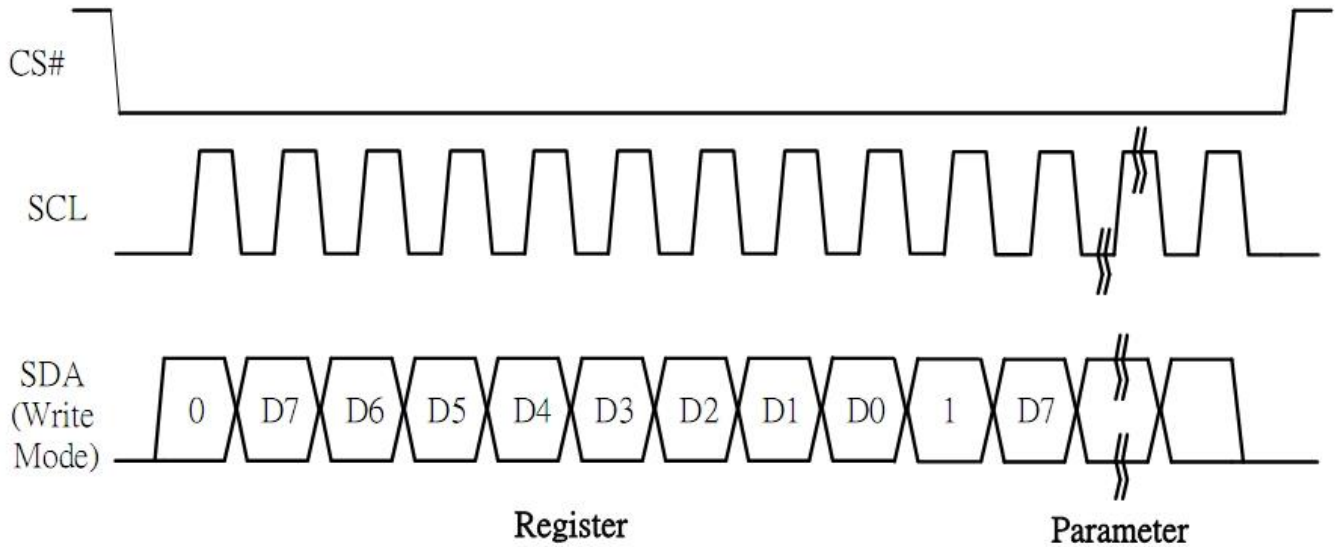 CS#
SCL
SDA
(Write
Mode)
0 D7 D6 D5 D4 D3 D2 D1 D0 1 D7
Register Parameter